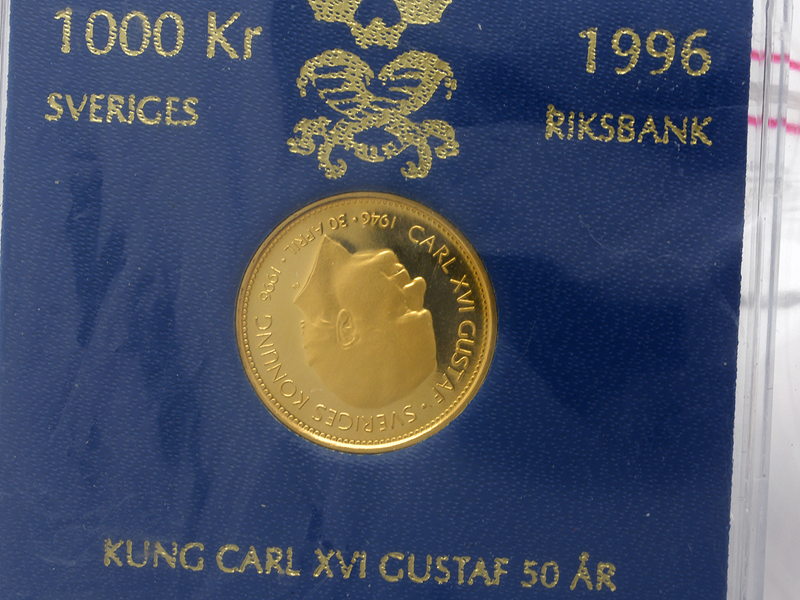 1000 Kr
1996
SVERIGES
RIKSBANK
CARL XVI GUSTAF · SVERIGES KONUNG
1946 · 30 APRIL · 1996
KUNG CARL XVI GUSTAF 50 ÅR